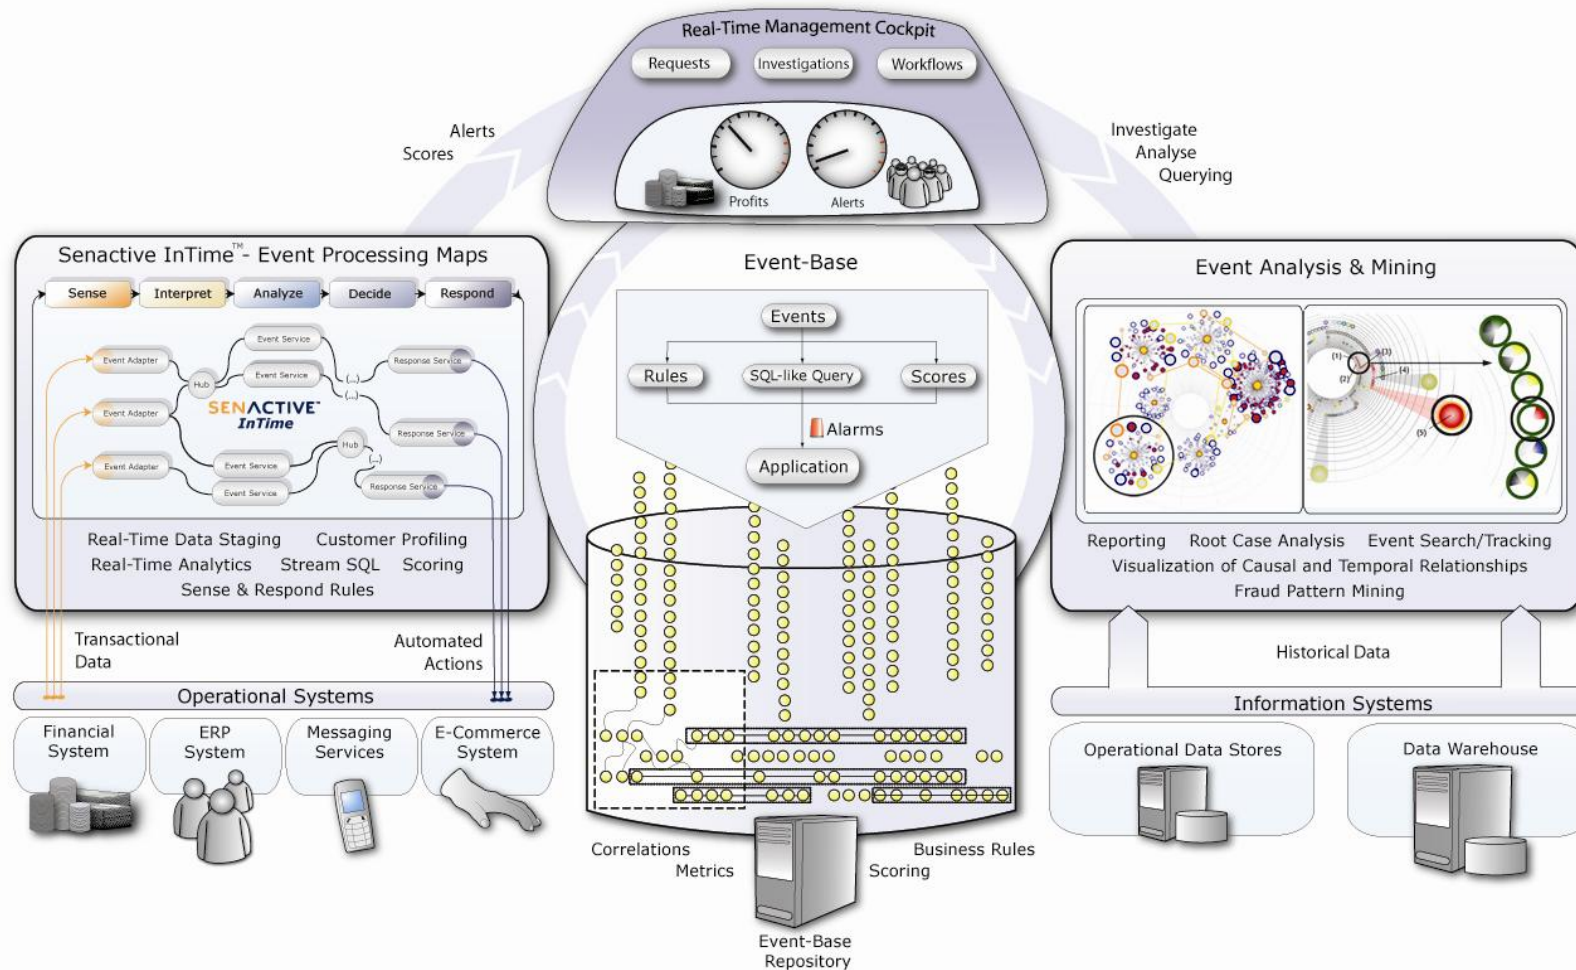 Real-Time Management Cockpit
Requests
Investigations
Workflows
Profits
Alerts
Alerts
Scores
Investigate
Analyse
Querying
Senactive InTime™- Event Processing Maps
Sense
Interpret
Analyze
Decide
Respond
Event Adapter
Event Service
Response Service
Hub
Event Service
(...)
(...)
SENACTIVE™
InTime
Event Adapter
Response Service
Hub
Event Adapter
Event Service
(...)
Event Service
Response Service
Real-Time Data Staging
Customer Profiling
Real-Time Analytics
Stream SQL
Scoring
Sense & Respond Rules
Transactional
Data
Automated
Actions
Operational Systems
Financial
System
ERP
System
Messaging
Services
E-Commerce
System
Event-Base
Events
Rules
SQL-like Query
Scores
Alarms
Application
Correlations
Metrics
Business Rules
Scoring
Event-Base
Repository
Event Analysis & Mining
(1)
(3)
(2)
(4)
(5)
Reporting
Root Case Analysis
Event Search/Tracking
Visualization of Causal and Temporal Relationships
Fraud Pattern Mining
Historical Data
Information Systems
Operational Data Stores
Data Warehouse